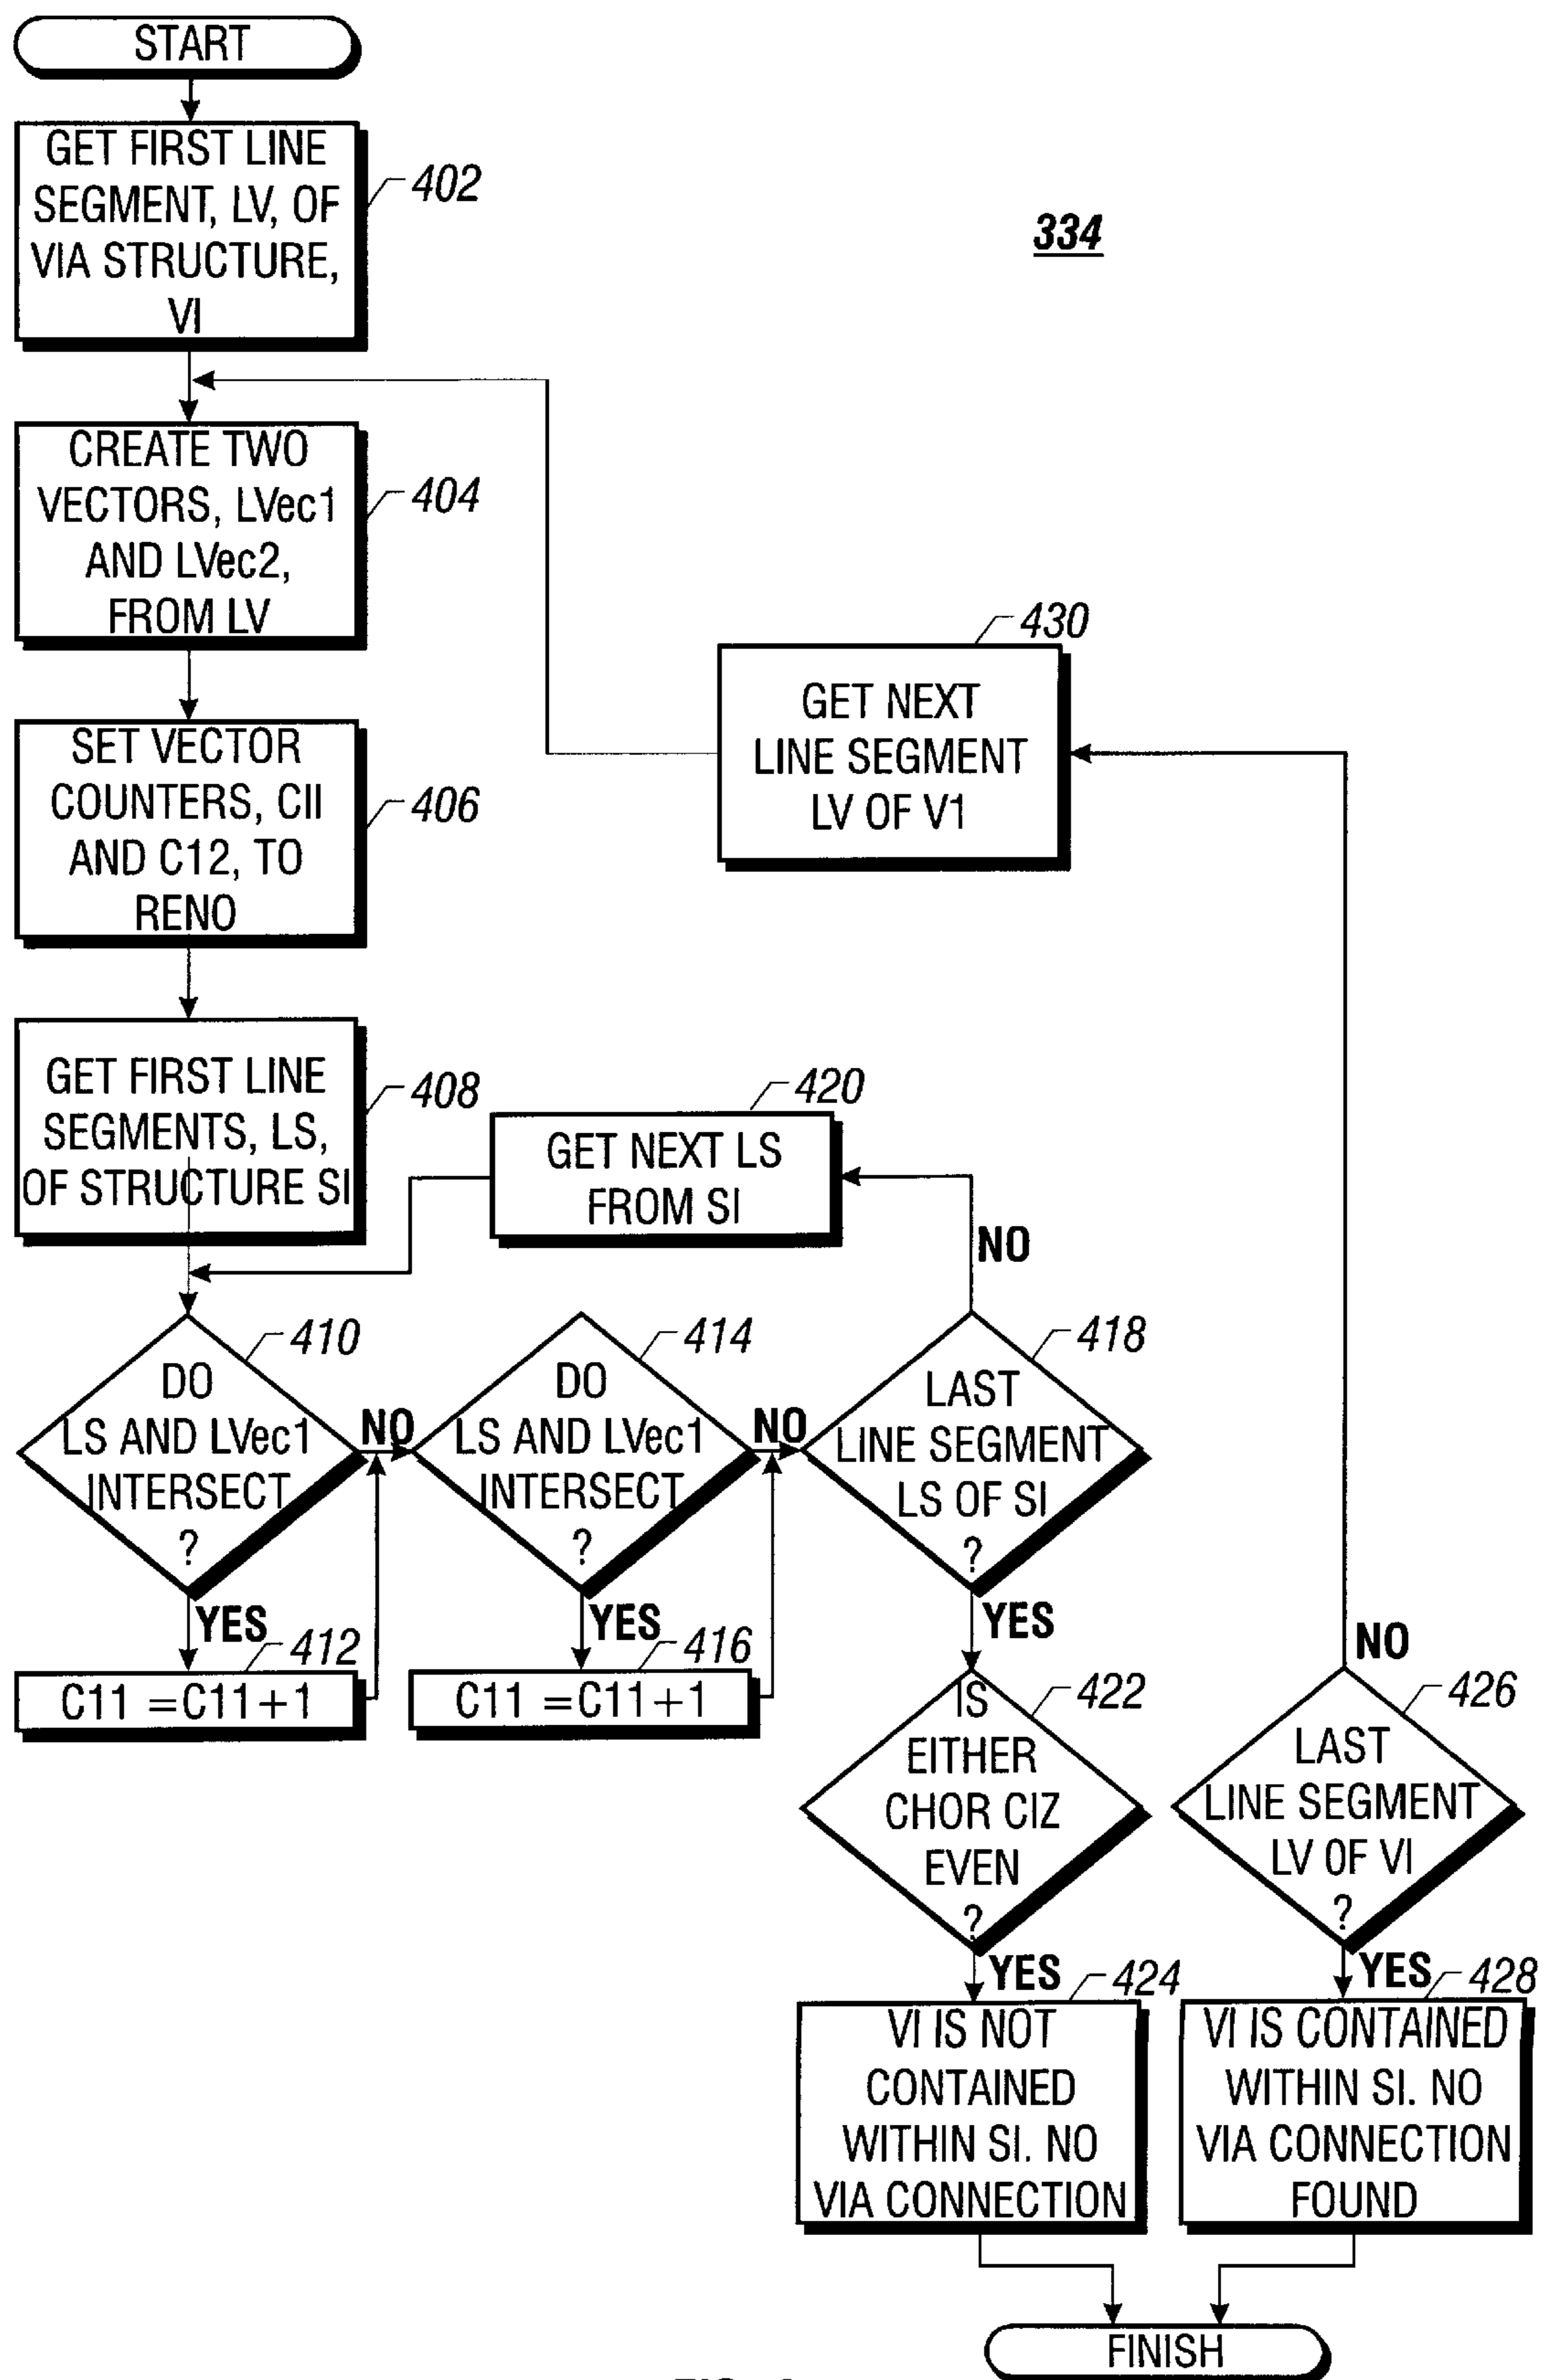 START
GET FIRST LINE
SEGMENT, LV, OF
VIA STRUCTURE,
VI
402
334
CREATE TWO
VECTORS, LVec1
AND LVec2,
FROM LV
404
SET VECTOR
COUNTERS, CII
AND C12, TO
RENO
406
430
GET NEXT
LINE SEGMENT
LV OF V1
GET FIRST LINE
SEGMENTS, LS,
OF STRUCTURE SI
408
420
GET NEXT LS
FROM SI
NO
410
DO
LS AND LVec1
INTERSECT
?
NO
YES
412
C11 =C11+1
414
DO
LS AND LVec1
INTERSECT
?
NO
YES
416
C11 =C11+1
418
LAST
LINE SEGMENT
LS OF SI
?
YES
422
IS
EITHER
CHOR CIZ
EVEN
?
YES
424
VI IS NOT
CONTAINED
WITHIN SI. NO
VIA CONNECTION
NO
426
LAST
LINE SEGMENT
LV OF VI
?
YES
428
VI IS CONTAINED
WITHIN SI. NO
VIA CONNECTION
FOUND
FINISH